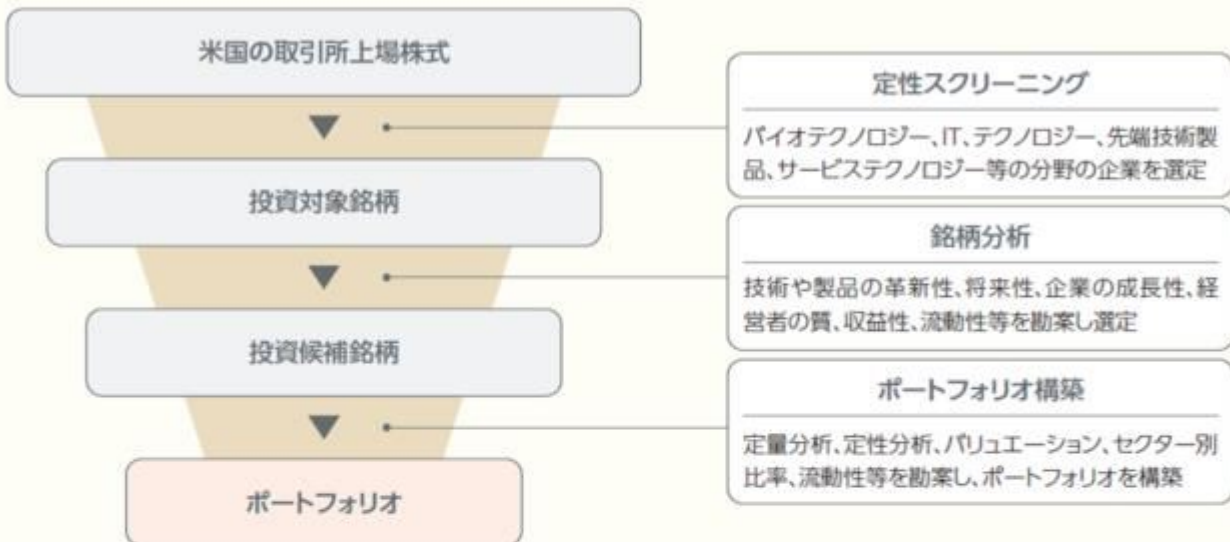 米国の取引所上場株式
定性スクリーニング
バイオテクノロジー、IT、テクノロジー、先端技術製
品、サービステクノロジー等の分野の企業を選定
投資対象銘柄
銘柄分析
技術や製品の革新性、将来性、企業の成長性、経
営者の質、収益性、流動性等を勘案し選定
投資候補銘柄
ポートフォリオ構築
定量分析、定性分析、バリュエーション、セクター別
比率、流動性等を勘案し、ポートフォリオを構築
ポートフォリオ